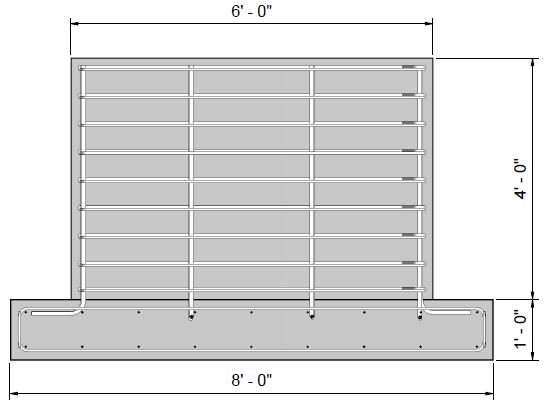 6' - 0"
4' - 0"
1' - 0"
8' - 0"